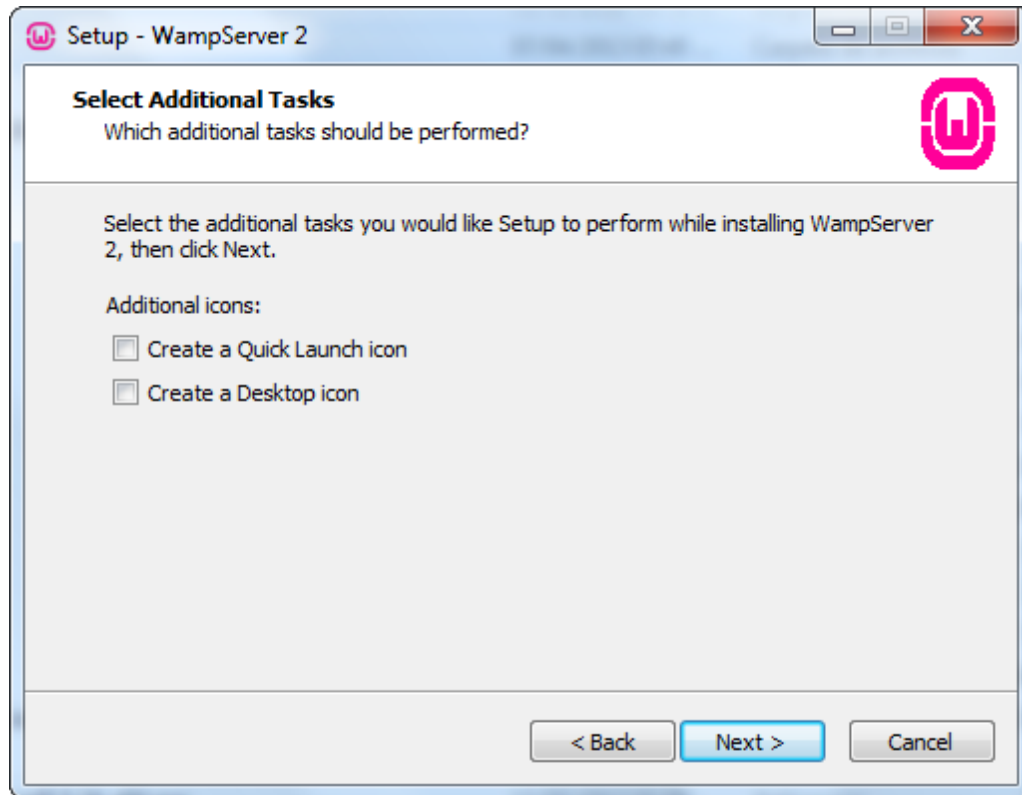 Setup - WampServer 2
Select Additional Tasks
Which additional tasks should be performed?
Select the additional tasks you would like Setup to perform while installing WampServer
2, then click Next.
Additional icons:
Create a Quick Launch icon
Create a Desktop icon
< Back
Next >
Cancel